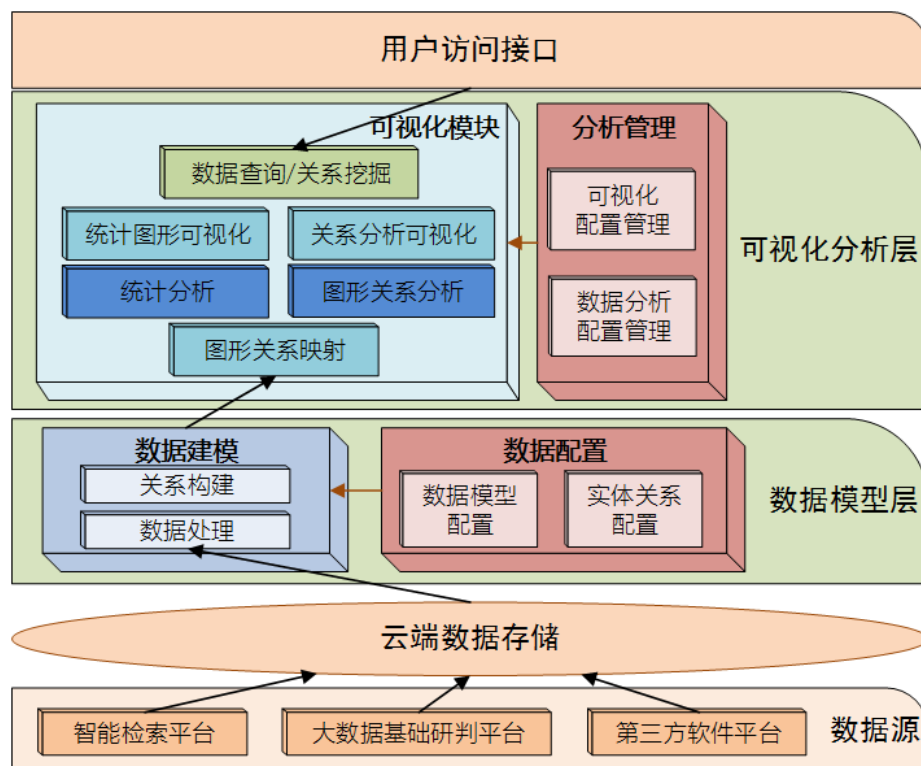 用户访问接口
可视化模块
数据查询/关系挖掘
统计图形可视化
关系分析可视化
统计分析
图形关系分析
图形关系映射
分析管理
可视化
配置管理
数据分析
配置管理
可视化分析层
数据建模
关系构建
数据处理
数据配置
数据模型
配置
实体关系
配置
数据模型层
云端数据存储
智能检索平台
大数据基础研判平台
第三方软件平台
数据源